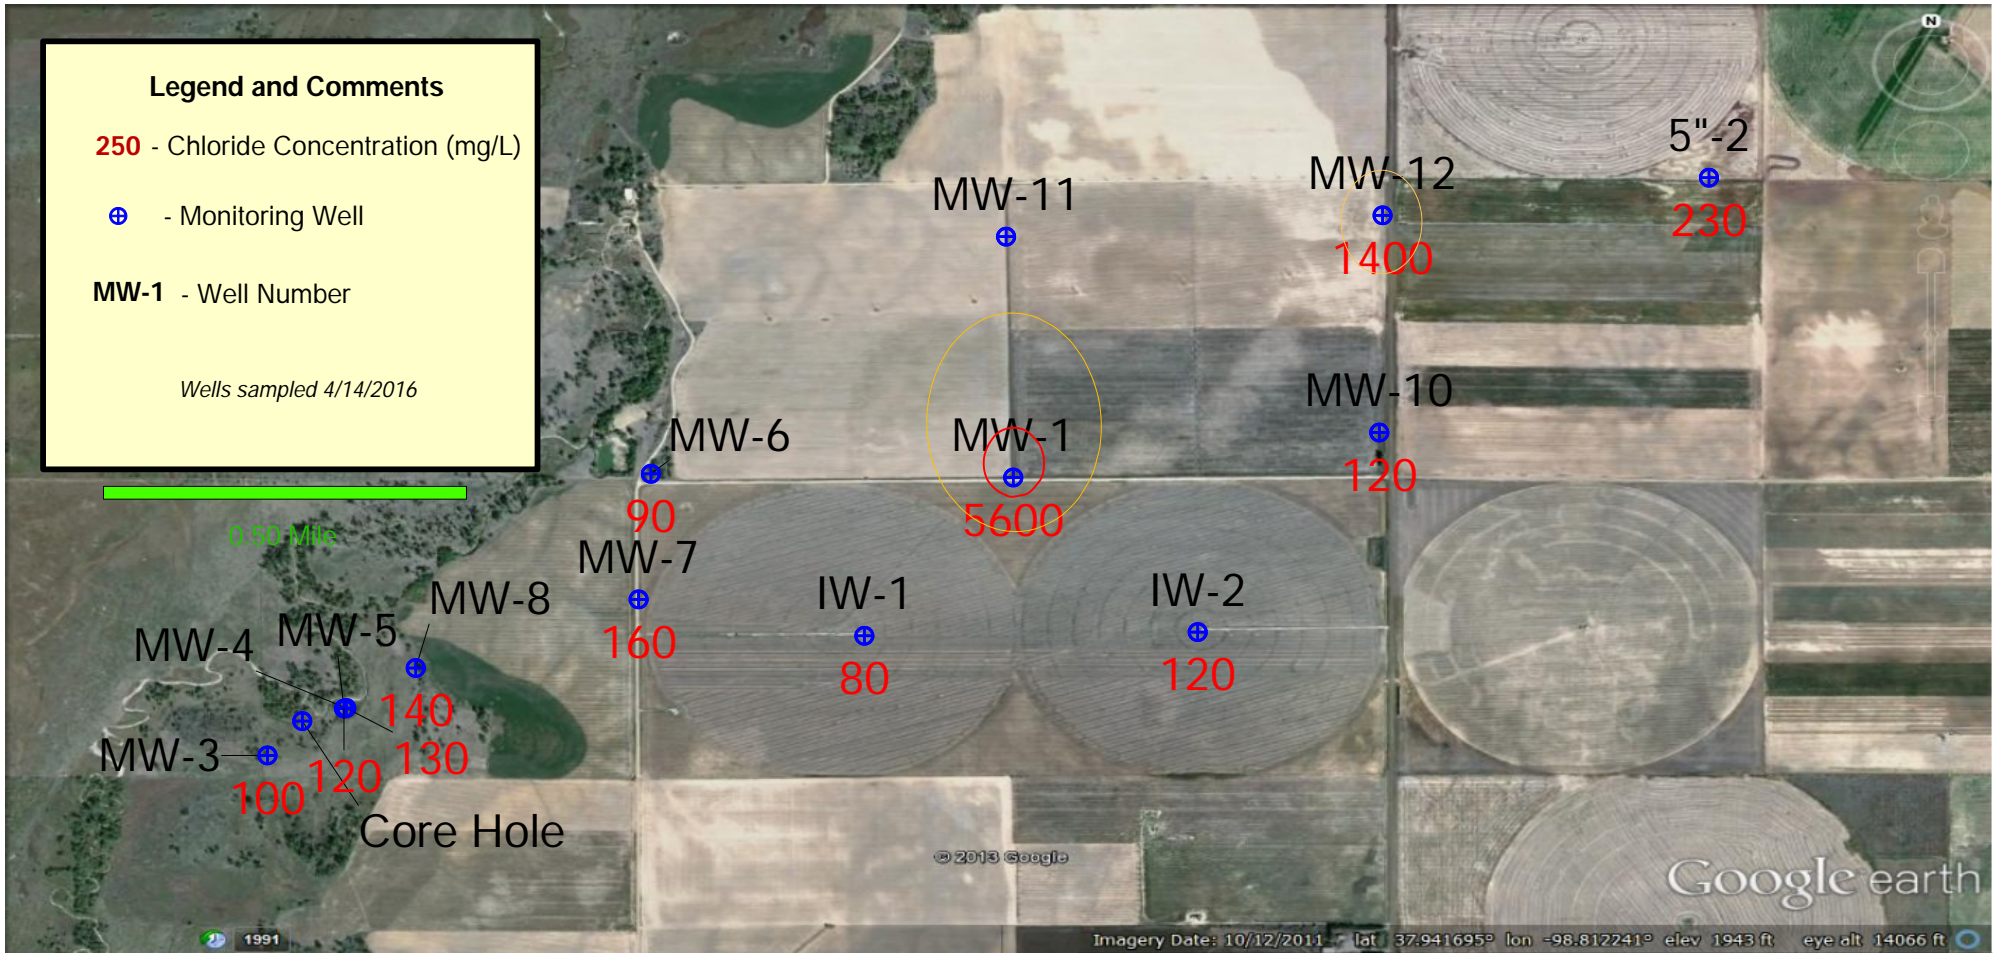 Legend and Comments
250 - Chloride Concentration (mg/L)
- Monitoring Well
MW-1 - Well Number
Wells sampled 4/14/2016
0.50 Mile
N
5"-2
230
MW-12
1400
MW-11
MW-10
120
MW-6
90
MW-1
5600
MW-7
160
IW-1
80
IW-2
120
MW-8
140
MW-5
MW-4
130
120
MW-3
100
Core Hole
© 2013 Google
Google earth
1991
Imagery Date: 10/12/2011 lat 37.941695° lon -98.812241° elev 1943 ft eye alt 14066 ft